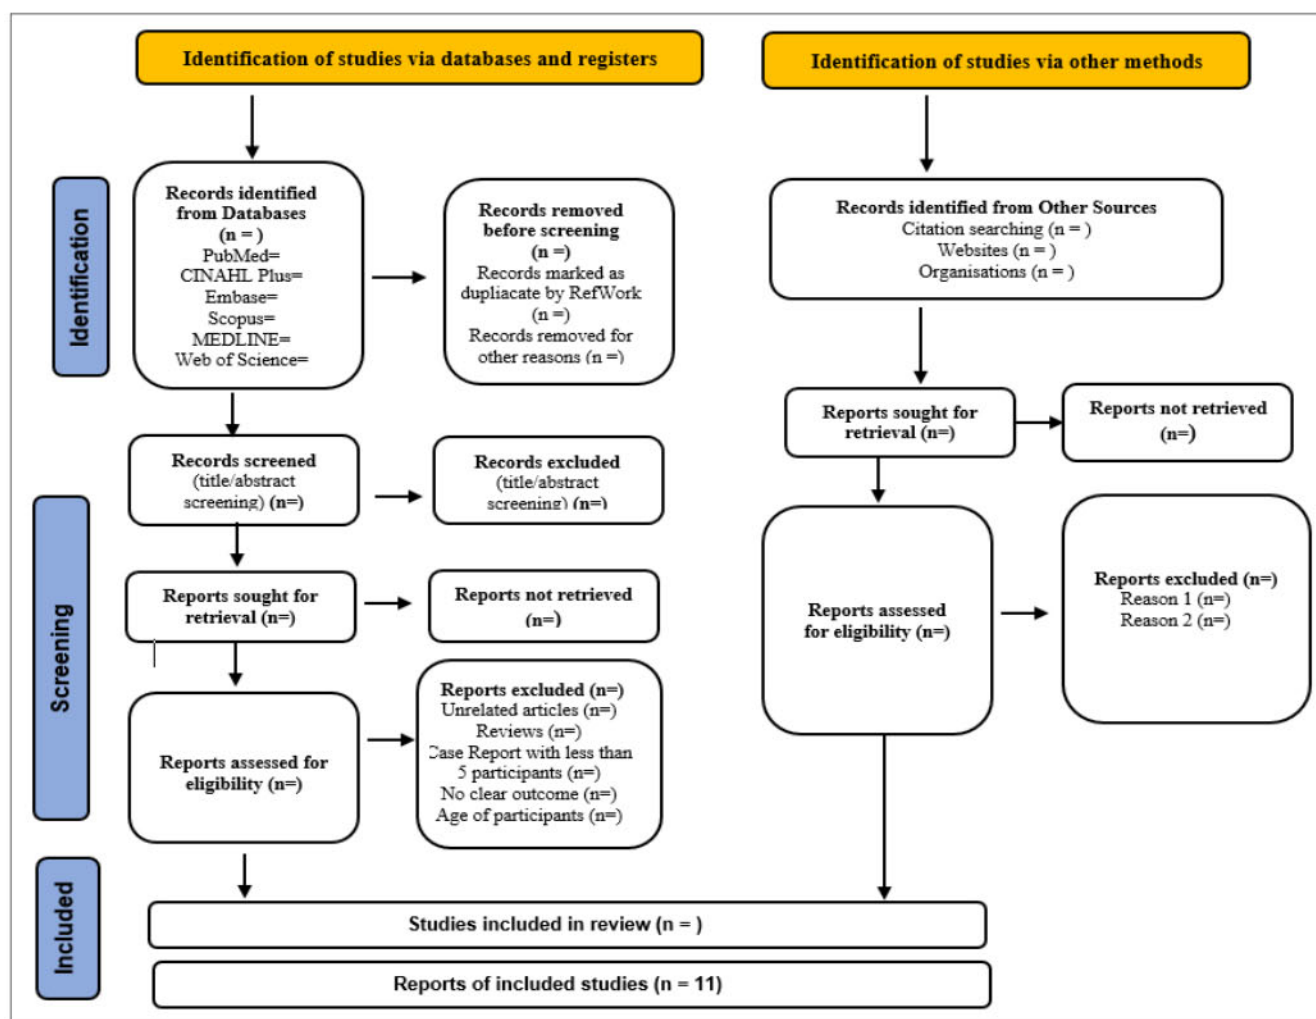 Identification of studies via databases and registers
Identification of studies via other methods
Identification
Records identified
from Databases
(n = )
PubMed=
CINAHL Plus=
Embase=
Scopus=
MEDLINE=
Web of Science=
Records removed
before screening
(n =)
Records marked as
dupliacate by RefWork
(n =)
Records removed for
other reasons (n =)
Records identified from Other Sources
Citation searching (n = )
Websites (n = )
Organisations (n = )
Reports sought for
retrieval (n=)
Reports not retrieved
(n=)
Screening
Records screened
(title/abstract
screening) (n=)
Records excluded
(title/abstract
screening) (n=)
Reports sought for
retrieval (n=)
Reports not retrieved
(n=)
Reports assessed for
eligibility (n=)
Reports excluded (n=)
Unrelated articles (n=)
Reviews (n=)
Case Report with less than
5 participants (n=)
No clear outcome (n=)
Age of participants (n=)
Reports assessed
for eligibility (n=)
Reports excluded (n=)
Reason 1 (n=)
Reason 2 (n=)
Included
Studies included in review (n = )
Reports of included studies (n = 11)